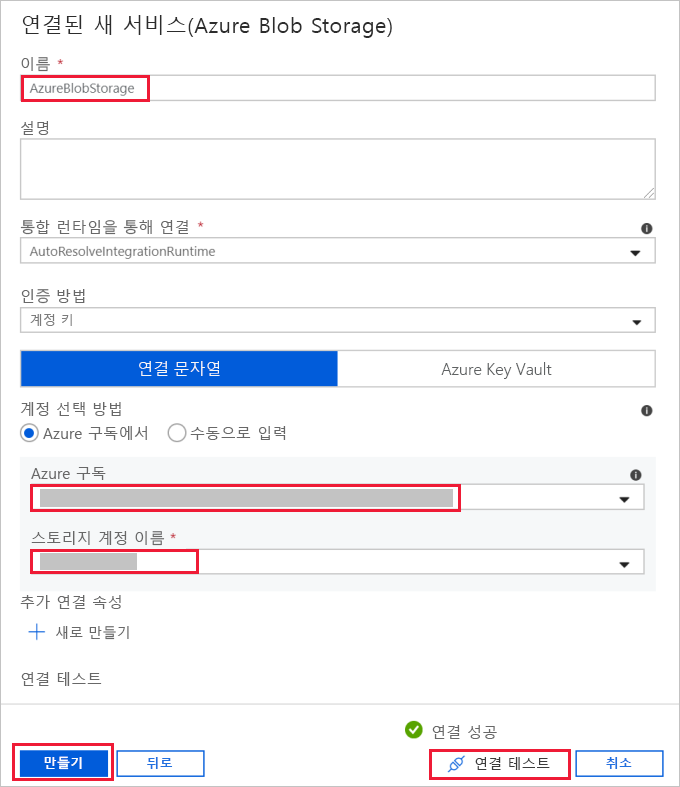 연결된 새 서비스(Azure Blob Storage)
이름 *
AzureBlobStorage
설명
통합 런타임을 통해 연결 *
AutoResolveIntegrationRuntime
인증 방법
계정 키
연결 문자열 Azure Key Vault
계정 선택 방법
Azure 구독에서 수동으로 입력
Azure 구독
스토리지 계정 이름 *
추가 연결 속성
새로 만들기
연결 테스트
연결 성공
만들기 뒤로 연결 테스트 취소